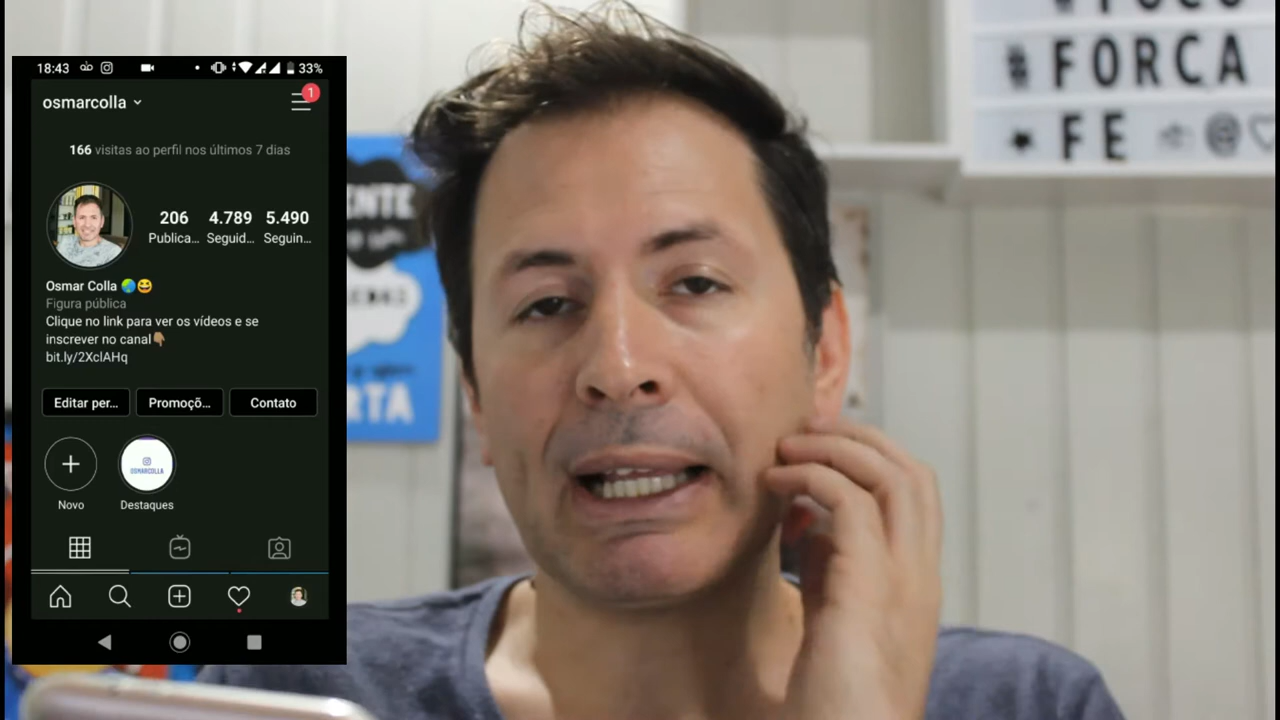 18:43
33%
osmarcolla
1
166 visitas ao perfil nos últimos 7 dias
206 4.789 5.490
Publica... Seguid... Seguin...
Osmar Colla
Figura pública
Clique no link para ver os vídeos e se
inscrever no canal
bit.ly/2XclAHq
Editar per... Promoçõ... Contato
OSMARCOLLA
Novo Destaques
#FORCA
FE @